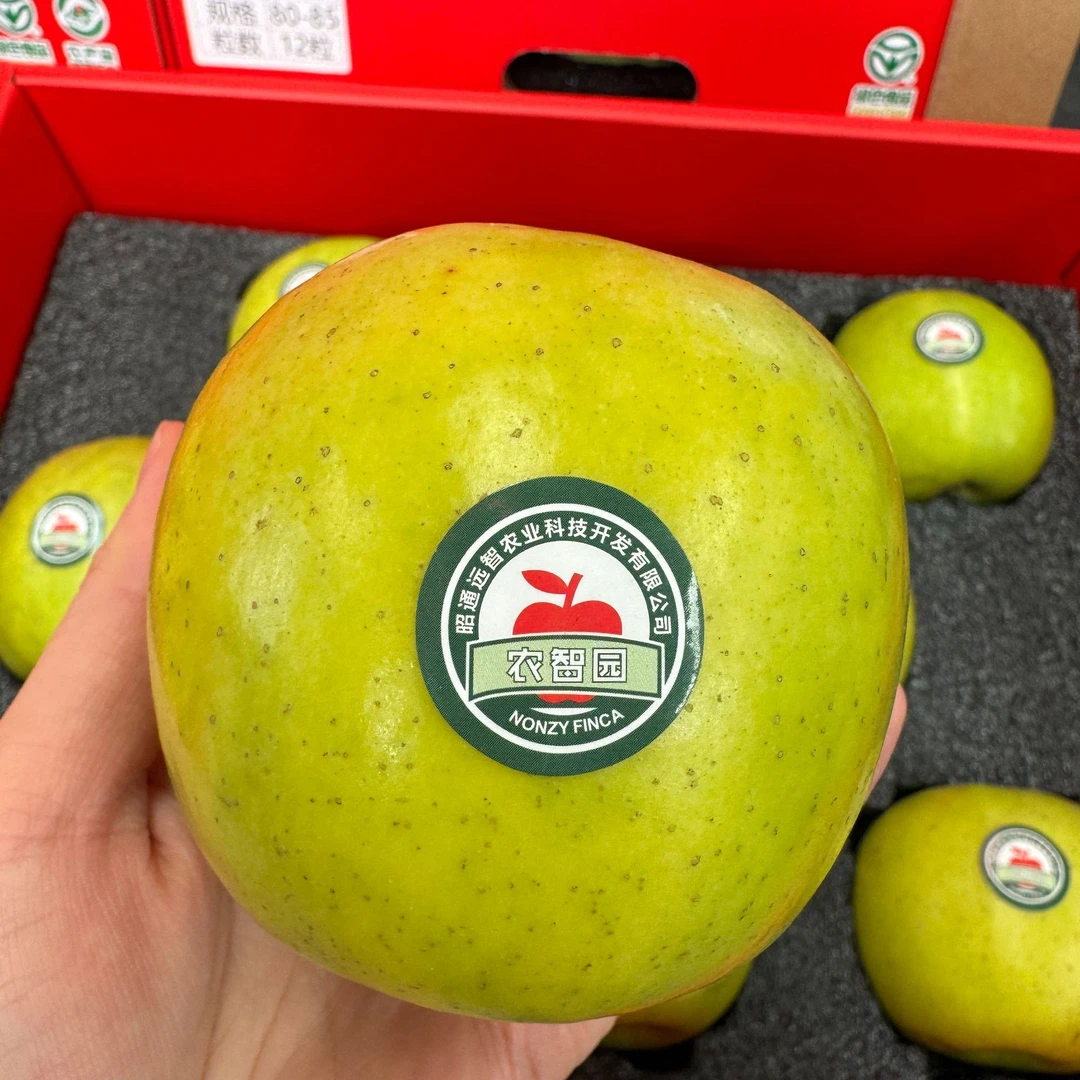 规格 80-85
粒数 12粒
昭通远智农业科技开发有限公司
农智园
NONZY FINCA